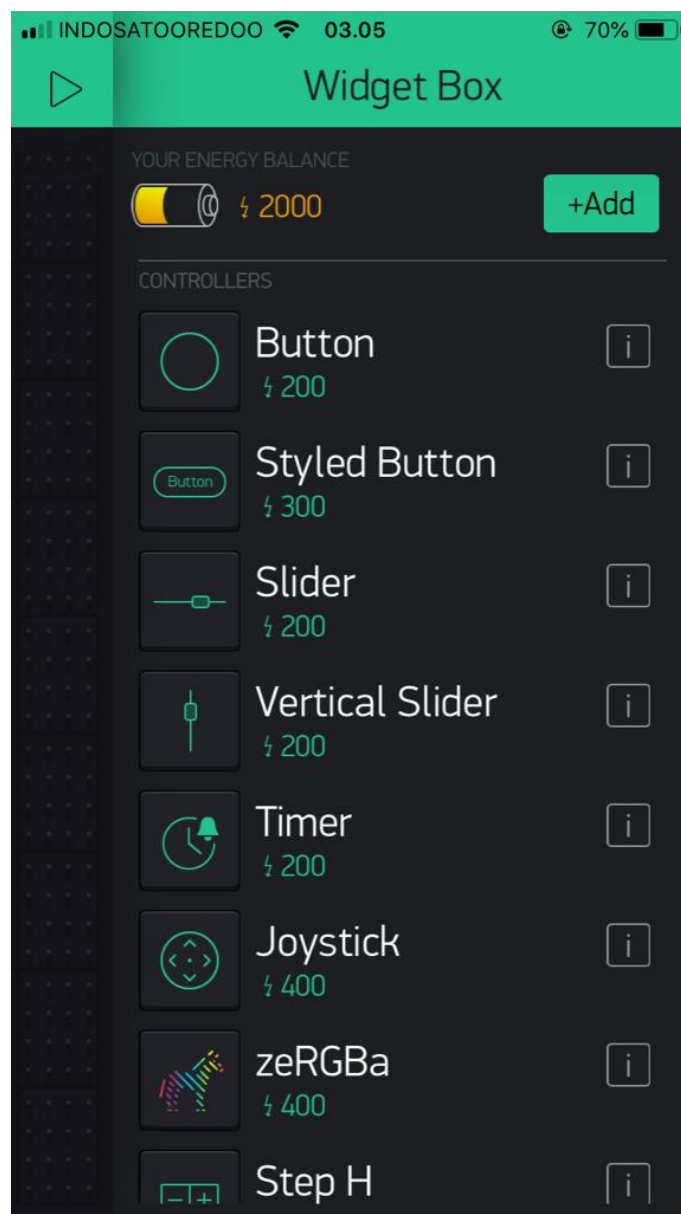 INDOSATOOREDOO 03.05 70%
Widget Box
YOUR ENERGY BALANCE
2000 +Add
CONTROLLERS
Button i
200
Button
Styled Button i
300
Slider i
200
Vertical Slider i
200
Timer i
200
Joystick i
400
zeRGBa i
400
Step H i